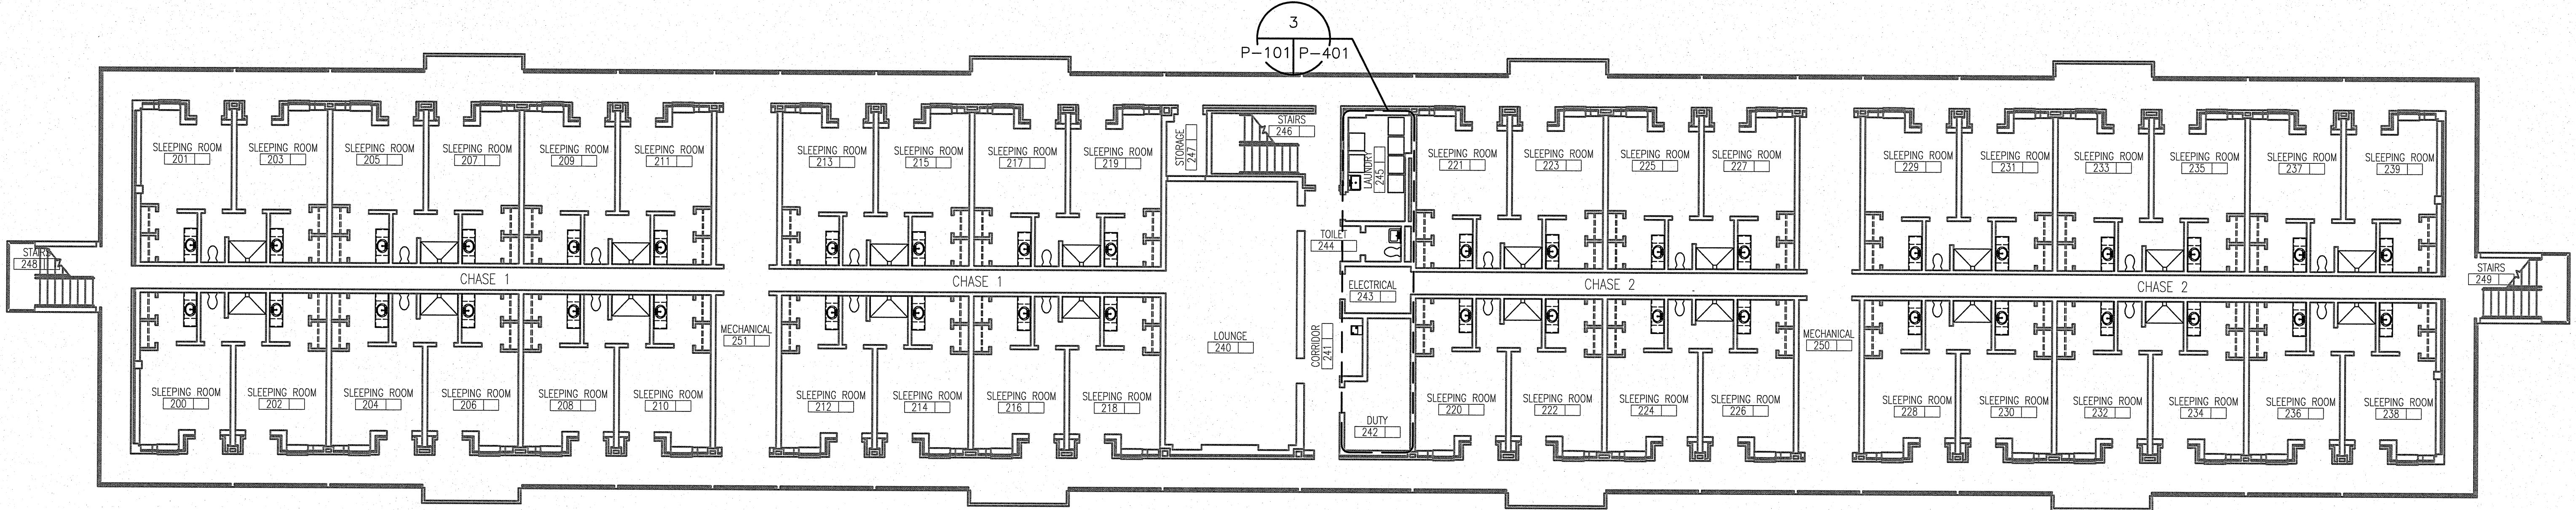 3
P-101 P-401
STAIRS
246
STORAGE
247
LAUNDRY
245
SLEEPING ROOM
201
SLEEPING ROOM
203
SLEEPING ROOM
205
SLEEPING ROOM
207
SLEEPING ROOM
209
SLEEPING ROOM
211
SLEEPING ROOM
213
SLEEPING ROOM
215
SLEEPING ROOM
217
SLEEPING ROOM
219
SLEEPING ROOM
221
SLEEPING ROOM
223
SLEEPING ROOM
225
SLEEPING ROOM
227
SLEEPING ROOM
229
SLEEPING ROOM
231
SLEEPING ROOM
233
SLEEPING ROOM
235
SLEEPING ROOM
237
SLEEPING ROOM
239
TOILET
244
STAIRS
248
CHASE 1
CHASE 1
ELECTRICAL
243
CHASE 2
CHASE 2
STAIRS
249
MECHANICAL
251
LOUNGE
240
CORRIDOR
241
MECHANICAL
250
SLEEPING ROOM
200
SLEEPING ROOM
202
SLEEPING ROOM
204
SLEEPING ROOM
206
SLEEPING ROOM
208
SLEEPING ROOM
210
SLEEPING ROOM
212
SLEEPING ROOM
214
SLEEPING ROOM
216
SLEEPING ROOM
218
DUTY
242
SLEEPING ROOM
220
SLEEPING ROOM
222
SLEEPING ROOM
224
SLEEPING ROOM
226
SLEEPING ROOM
228
SLEEPING ROOM
230
SLEEPING ROOM
232
SLEEPING ROOM
234
SLEEPING ROOM
236
SLEEPING ROOM
238